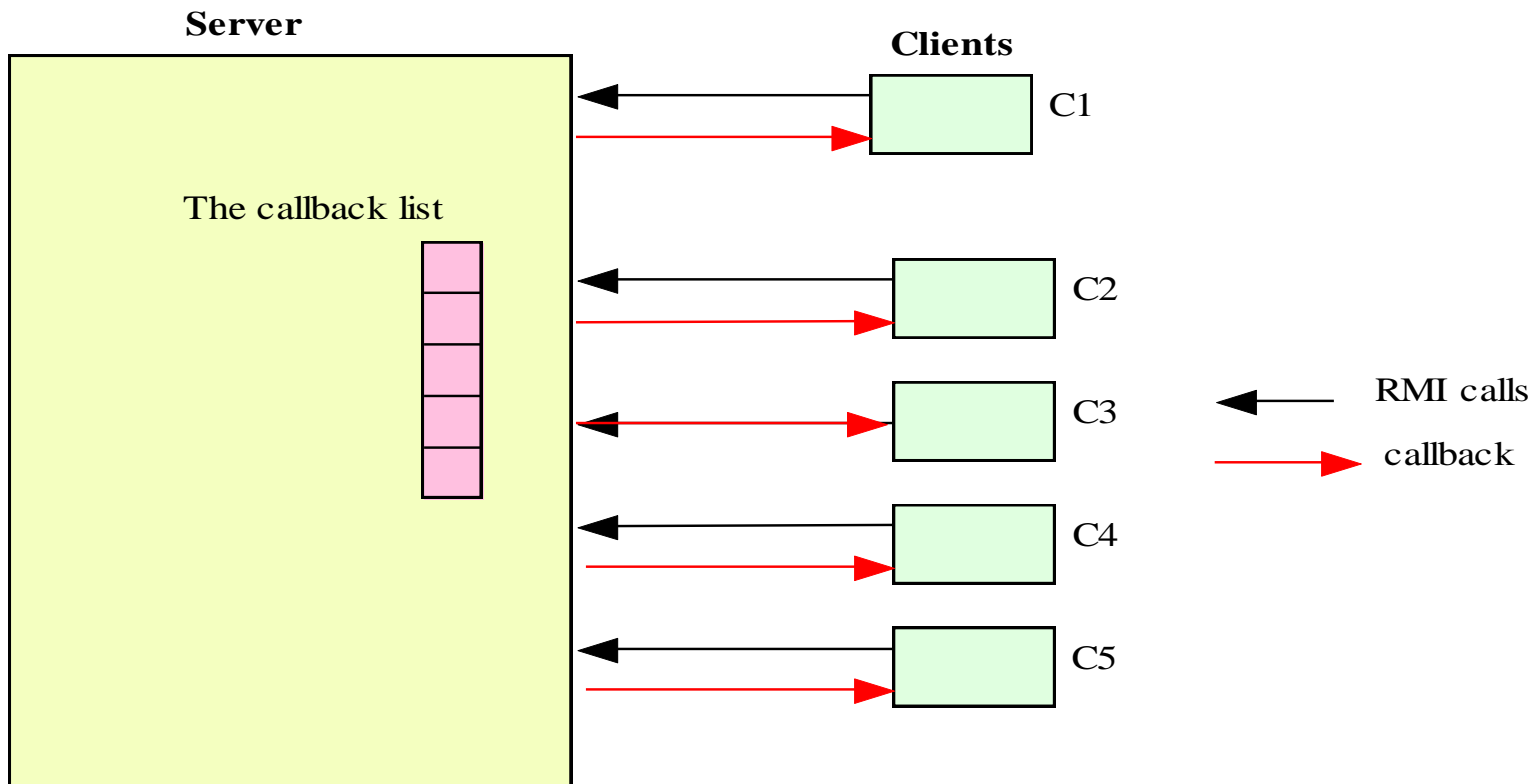 Server
Clients
C1
The callback list
C2
C3
RMI calls
callback
C4
C5